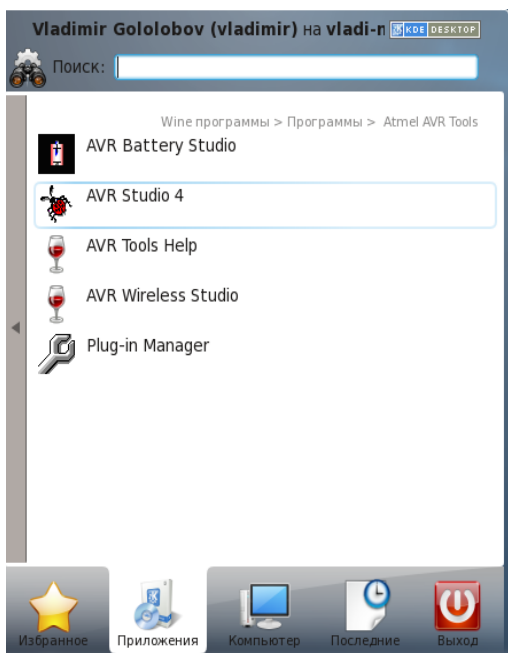 Vladimir Gololobov (vladimir) на vladi-n KDE DESKTOP
Поиск:
Wine программы > Программы > Atmel AVR Tools
AVR Battery Studio
AVR Studio 4
AVR Tools Help
AVR Wireless Studio
Plug-in Manager
Избранное Приложения Компьютер Последние Выход